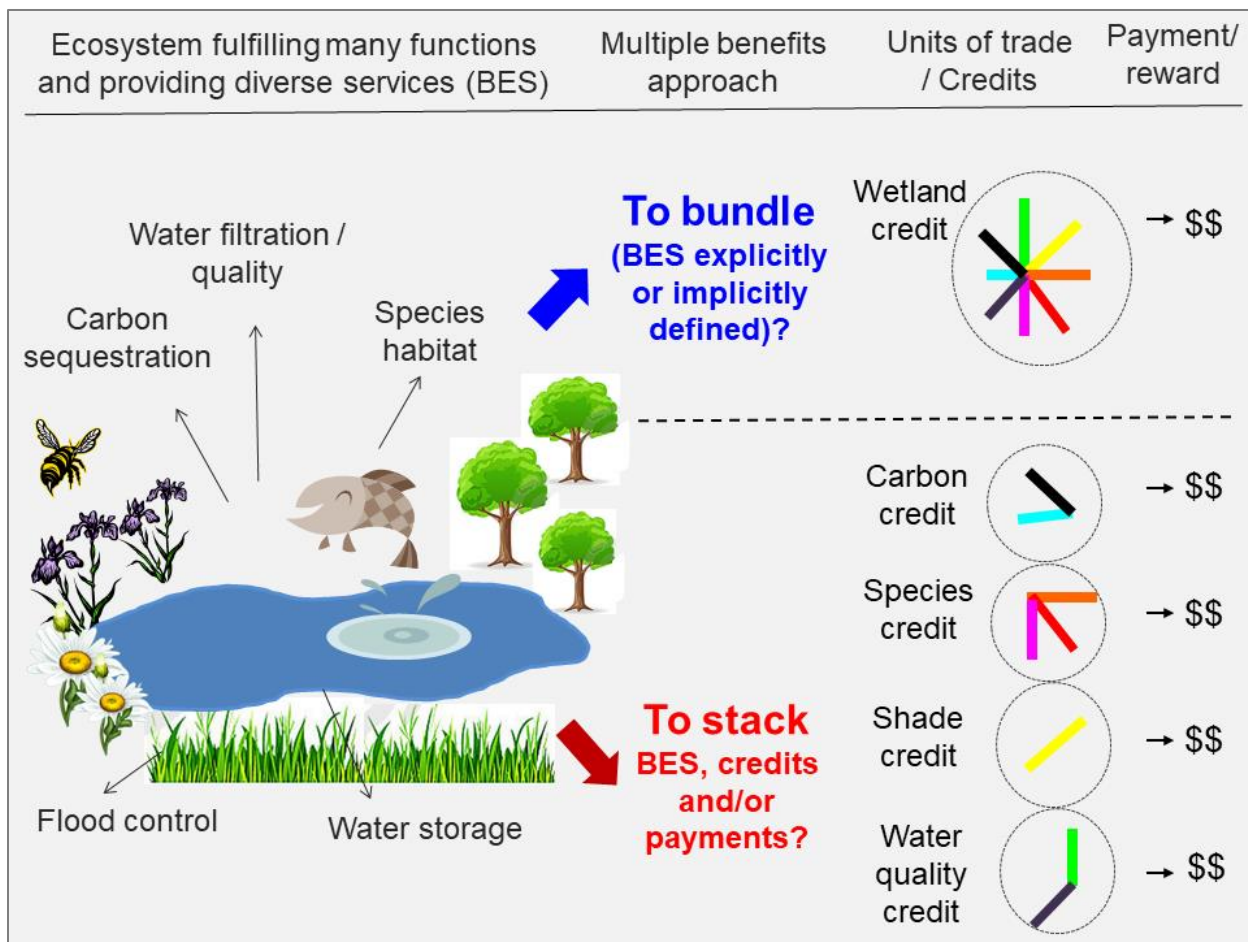 Ecosystem fulfilling many functions
and providing diverse services (BES)
Multiple benefits
approach
Units of trade
/ Credits
Payment/
reward
Water filtration /
quality
Carbon
sequestration
Species
habitat
Flood control
Water storage
To bundle
(BES explicitly
or implicitly
defined)?
Wetland
credit
$$
To stack
BES, credits
and/or
payments?
Carbon
credit
$$
Species
credit
$$
Shade
credit
$$
Water
quality
credit
$$